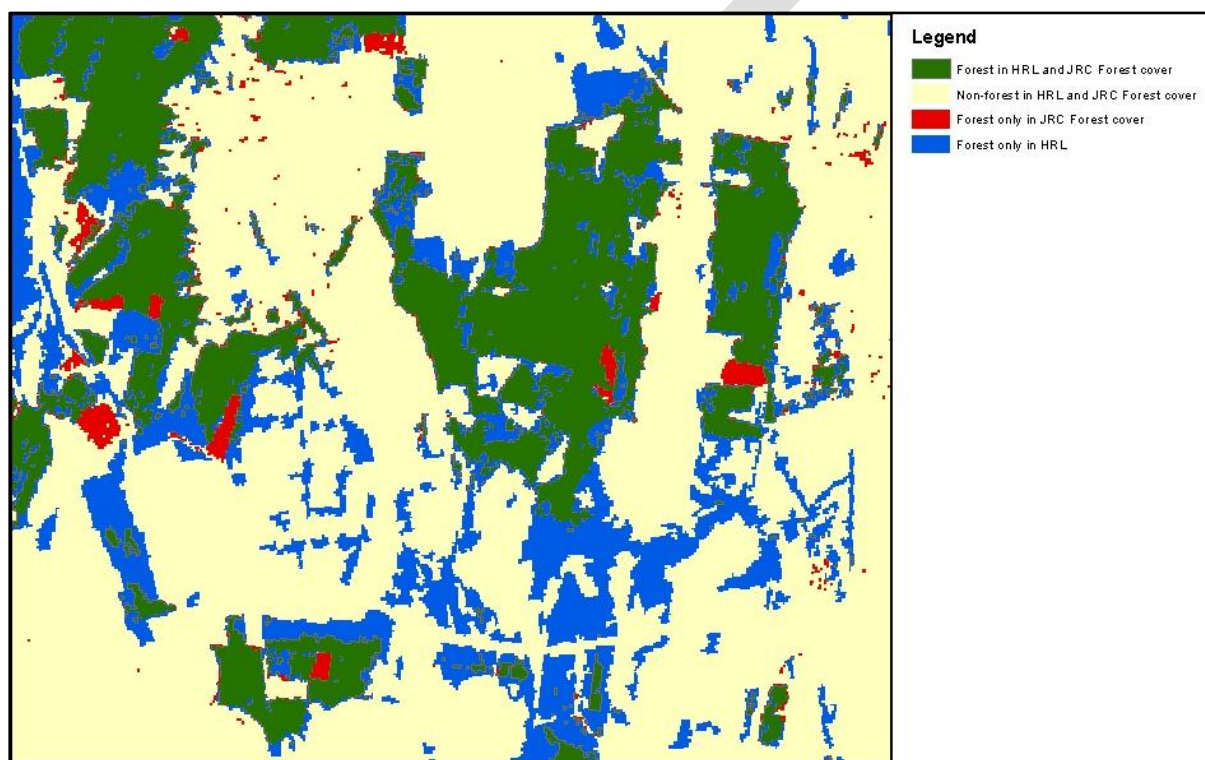 Legend
Forest in HRL and JRC Forest cover
Non-forest in HRL and JRC Forest cover
Forest only in JRC Forest cover
Forest only in HRL